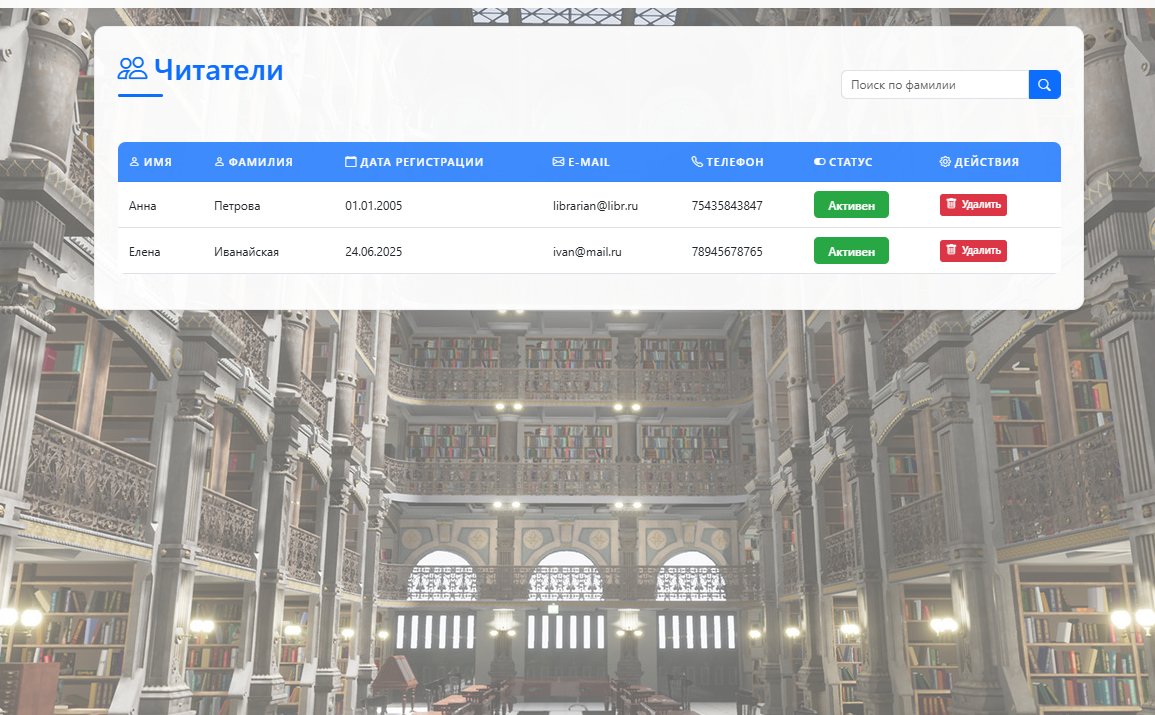 Читатели
Поиск по фамилии
ИМЯ ФАМИЛИЯ ДАТА РЕГИСТРАЦИИ E-MAIL ТЕЛЕФОН СТАТУС ДЕЙСТВИЯ
Анна Петрова 01.01.2005 librarian@libr.ru 75435843847 Активен Удалить
Елена Иванайская 24.06.2025 ivan@mail.ru 78945678765 Активен Удалить